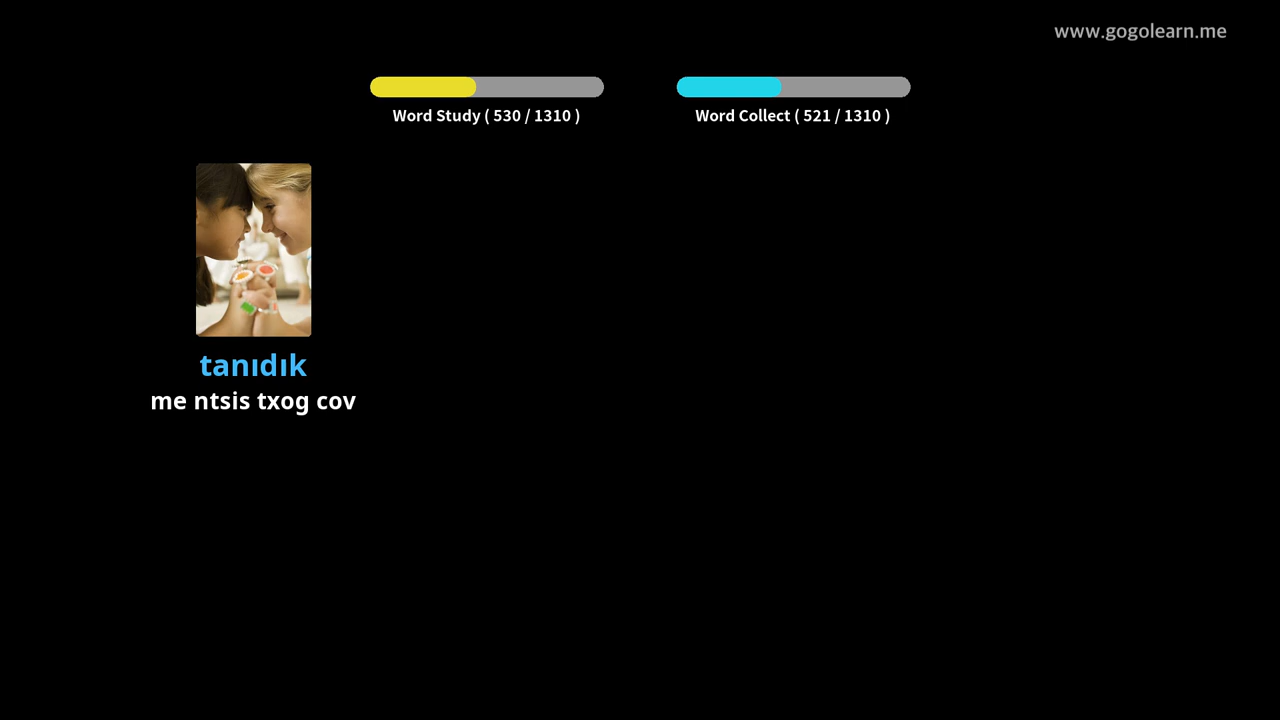 www.gogolearn.me
Word Study ( 530 / 1310 )
Word Collect ( 521 / 1310 )
tanıdık
me ntsis txog cov